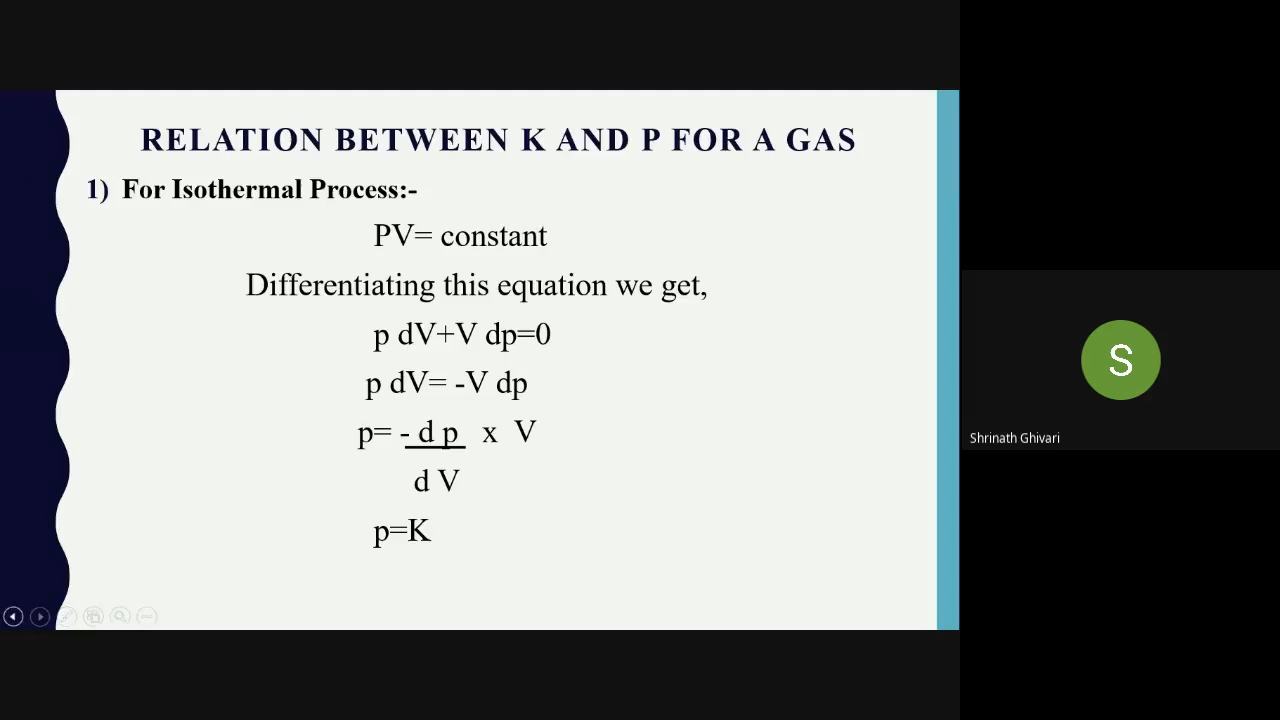 RELATION BETWEEN K AND P FOR A GAS
1) For Isothermal Process:-
PV= constant
Differentiating this equation we get,
p dV+V dp=0
p dV= -V dp
p= - d p x V
d V
p=K
S
Shrinath Ghivari